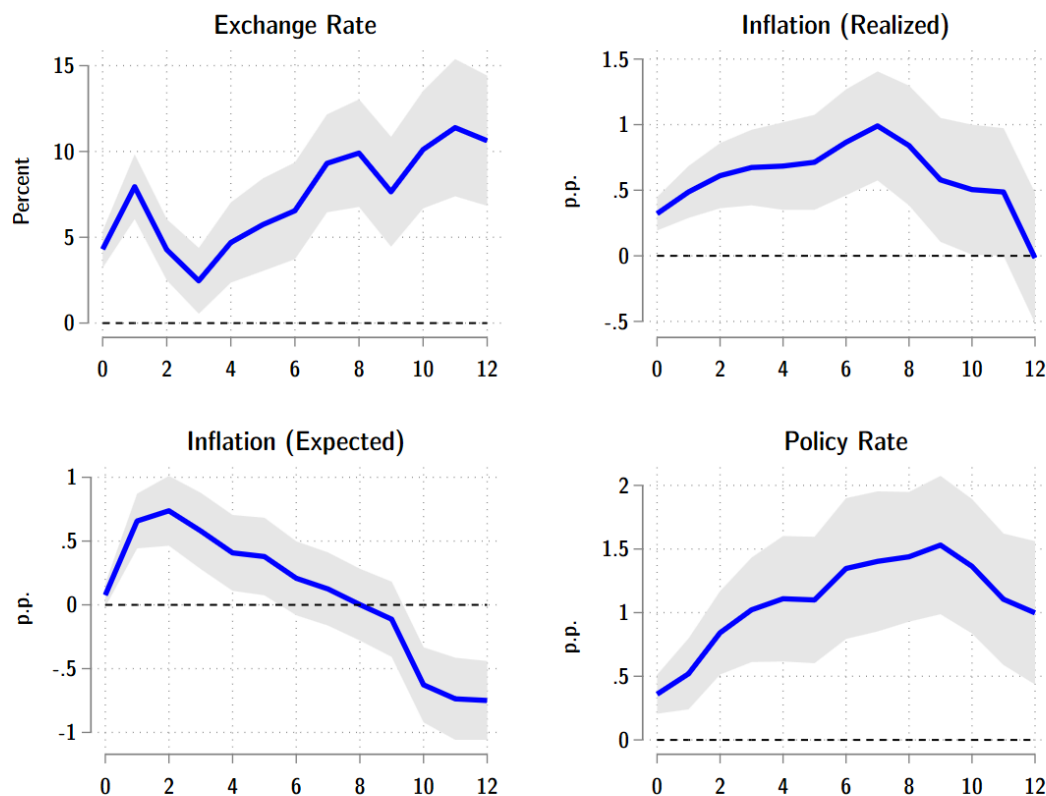 Exchange Rate
Percent
15
10
5
0
0 2 4 6 8 10 12
Inflation (Realized)
p.p.
1.5
1
.5
0
-.5
0 2 4 6 8 10 12
Inflation (Expected)
p.p.
1
.5
0
-.5
-1
0 2 4 6 8 10 12
Policy Rate
p.p.
2
1.5
1
.5
0
0 2 4 6 8 10 12